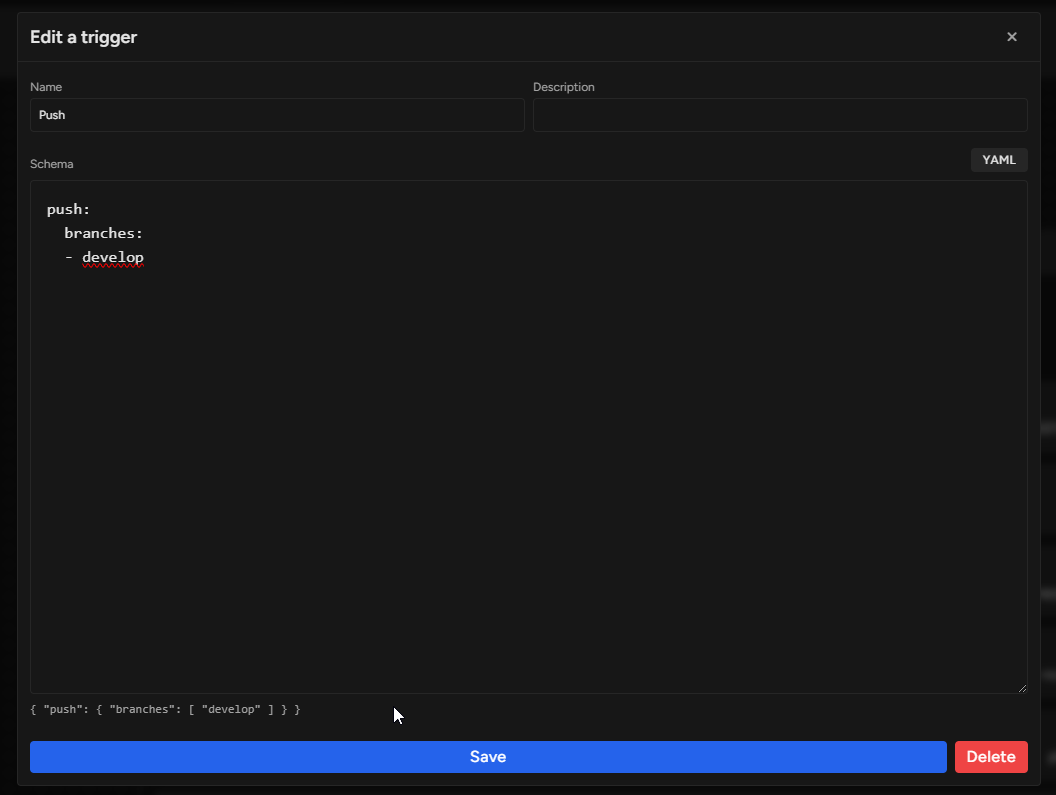 Edit a trigger
Name
Description
Push
Schema
YAML
push:
  branches:
  - develop
{ "push": { "branches": [ "develop" ] } }
Save
Delete